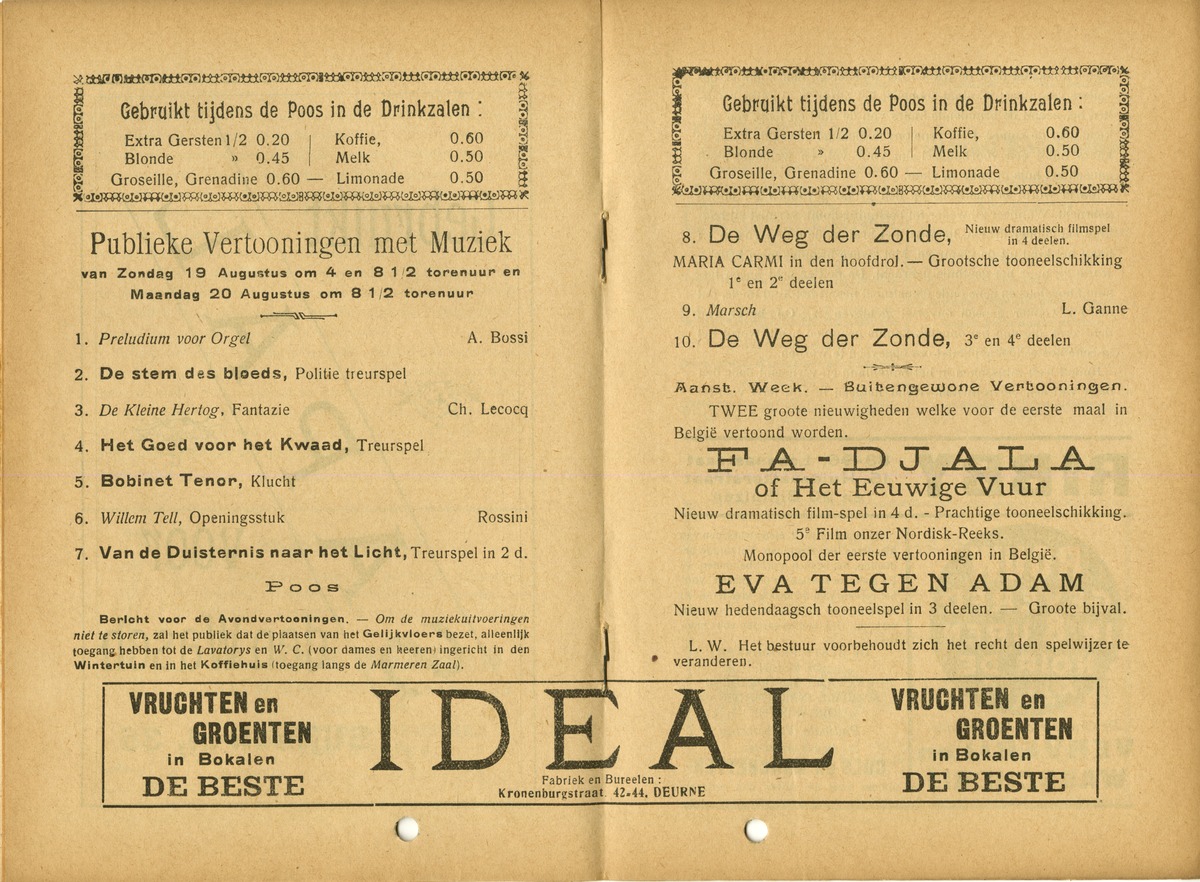 Gebruikt tijdens de Poos in de Drinkzalen :
Extra Gersten 1/2 0.20 | Koffie, 0.60
Blonde » 0.45 | Melk 0.50
Groseille, Grenadine 0.60 — Limonade 0.50
Publieke Vertooningen met Muziek
van Zondag 19 Augustus om 4 en 8 1/2 torenuur en
Maandag 20 Augustus om 8 1/2 torenuur
1. Preludium voor Orgel A. Bossi
2. De stem des bloeds, Politie treurspel
3. De Kleine Hertog, Fantazie Ch. Lecocq
4. Het Goed voor het Kwaad, Treurspel
5. Bobinet Tenor, Klucht
6. Willem Tell, Openingsstuk Rossini
7. Van de Duisternis naar het Licht, Treurspel in 2 d.
Poos
Bericht voor de Avondvertooningen. — Om de muziekuitvoeringen
niet te storen, zal het publiek dat de plaatsen van het Gelijkvloers bezet, alleenlijk
toegang hebben tot de Lavatorys en W. C. (voor dames en heeren) ingericht in den
Wintertuin en in het Koffiehuis (toegang langs de Marmeren Zaal).
Gebruikt tijdens de Poos in de Drinkzalen :
Extra Gersten 1/2 0.20 | Koffie, 0.60
Blonde » 0.45 | Melk 0.50
Groseille, Grenadine 0.60 — Limonade 0.50
8. De Weg der Zonde, Nieuw dramatisch filmspel
in 4 deelen.
MARIA CARMI in den hoofdrol. — Grootsche tooneelschikking
1e en 2e deelen
9. Marsch L. Ganne
10. De Weg der Zonde, 3e en 4e deelen
Aanst. Week. — Buitengewone Vertooningen.
TWEE groote nieuwigheden welke voor de eerste maal in
België vertoond worden.
FA-DJALA
of Het Eeuwige Vuur
Nieuw dramatisch film-spel in 4 d. - Prachtige tooneelschikking.
5e Film onzer Nordisk-Reeks.
Monopool der eerste vertooningen in België.
EVA TEGEN ADAM
Nieuw hedendaagsch tooneelspel in 3 deelen. — Groote bijval.
L. W. Het bestuur voorbehoudt zich het recht den spelwijzer te
veranderen.
VRUCHTEN en
GROENTEN
in Bokalen
DE BESTE
IDEAL
Fabriek en Bureelen :
Kronenburgstraat 42-44, DEURNE
VRUCHTEN en
GROENTEN
in Bokalen
DE BESTE